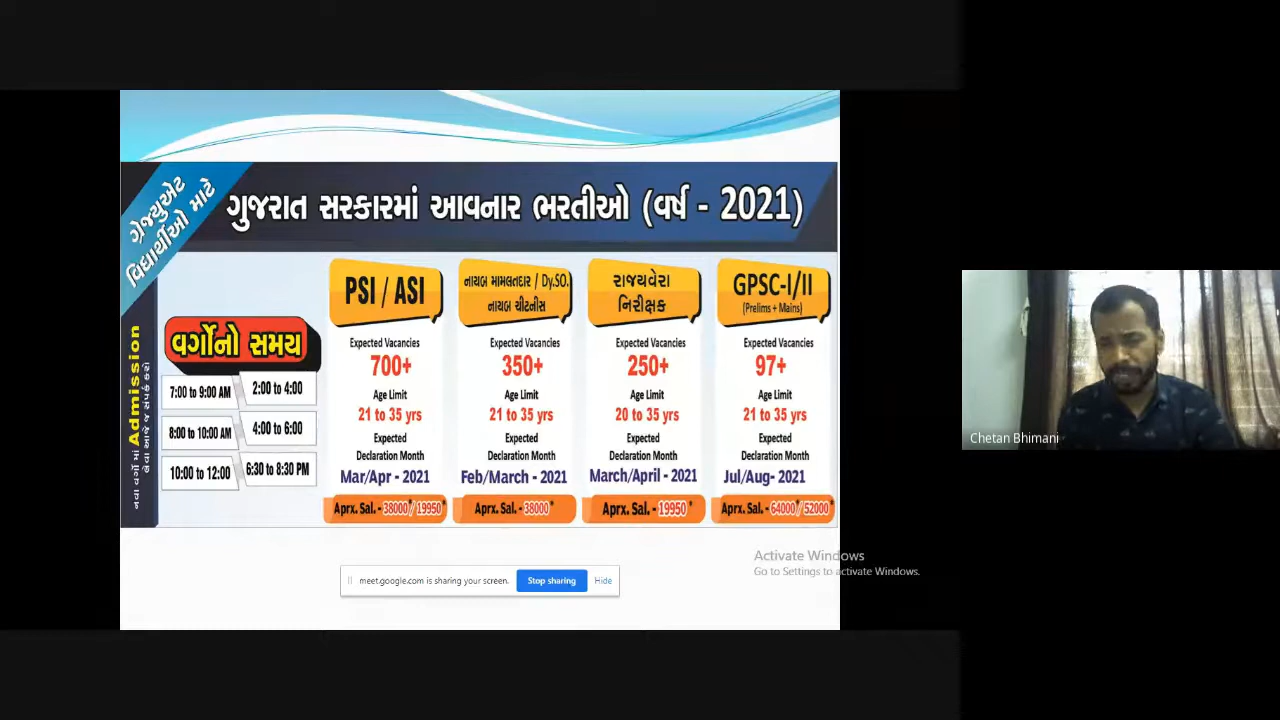 ગ્રેજ્યુએટ
વિદ્યાર્થીઓ માટે
ગુજરાત સરકારમાં આવનાર ભરતીઓ (વર્ષ - 2021)
નવા વર્ગોમાં Admission
લેવા આજે જ સંપર્ક કરો
વર્ગોનો સમય
7:00 to 9:00 AM
2:00 to 4:00
8:00 to 10:00 AM
4:00 to 6:00
10:00 to 12:00
6:30 to 8:30 PM
PSI / ASI
Expected Vacancies
700+
Age Limit
21 to 35 yrs
Expected
Declaration Month
Mar/Apr - 2021
Aprx. Sal. - 38000*/19950*
નાયબ મામલતદાર / Dy.SO.
નાયબ ચીટનીસ
Expected Vacancies
350+
Age Limit
21 to 35 yrs
Expected
Declaration Month
Feb/March - 2021
Aprx. Sal. - 38000*
રાજ્યવેરા
નિરીક્ષક
Expected Vacancies
250+
Age Limit
20 to 35 yrs
Expected
Declaration Month
March/April - 2021
Aprx. Sal. - 19950*
GPSC-I/II
(Prelims + Mains)
Expected Vacancies
97+
Age Limit
21 to 35 yrs
Expected
Declaration Month
Jul/Aug- 2021
Aprx. Sal. - 64000*/52000*
meet.google.com is sharing your screen.
Stop sharing
Hide
Activate Windows
Go to Settings to activate Windows.
Chetan Bhimani